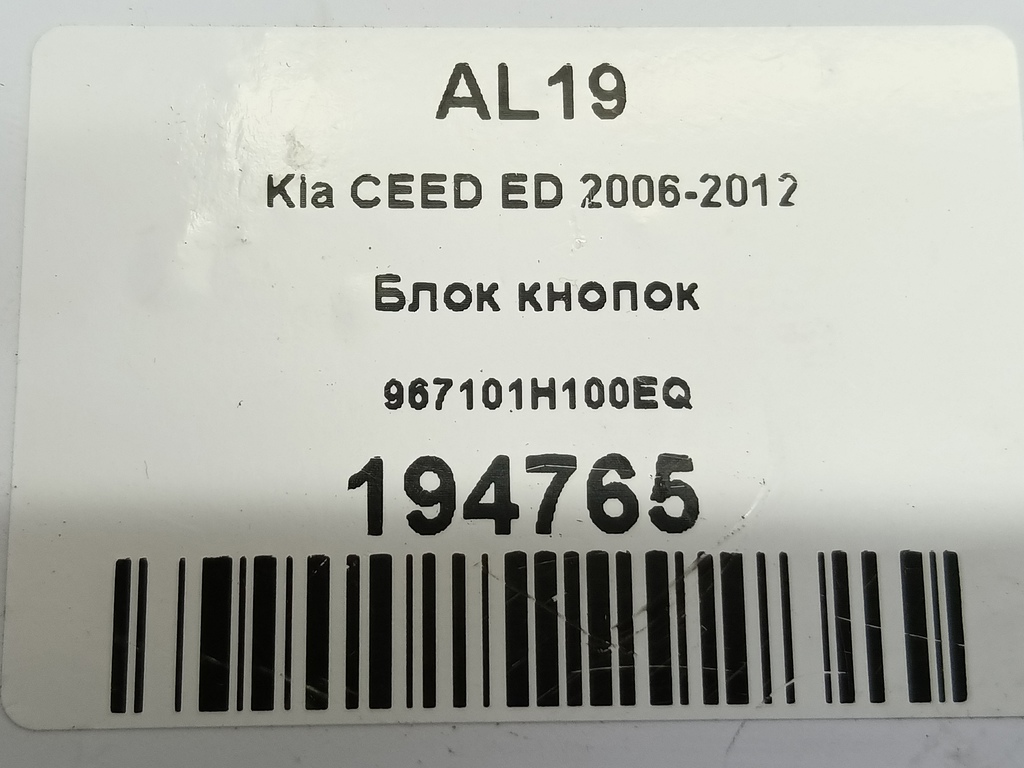 AL19
Kia CEED ED 2006-2012
Блок кнопок
967101H100EQ
194765